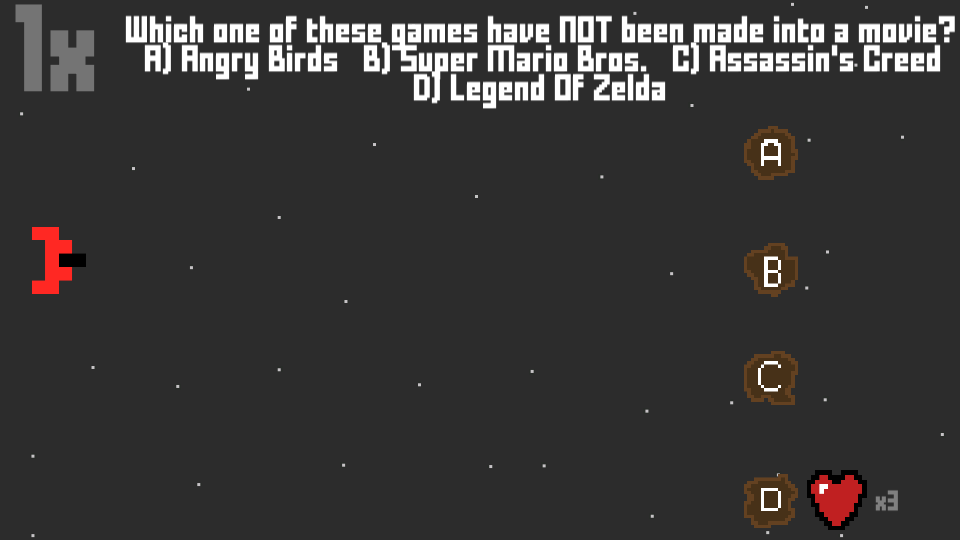 1x
Which one of these games have NOT been made into a movie?
A) Angry Birds B) Super Mario Bros. C) Assassin's Creed
D) Legend Of Zelda
A
B
C
D
x3